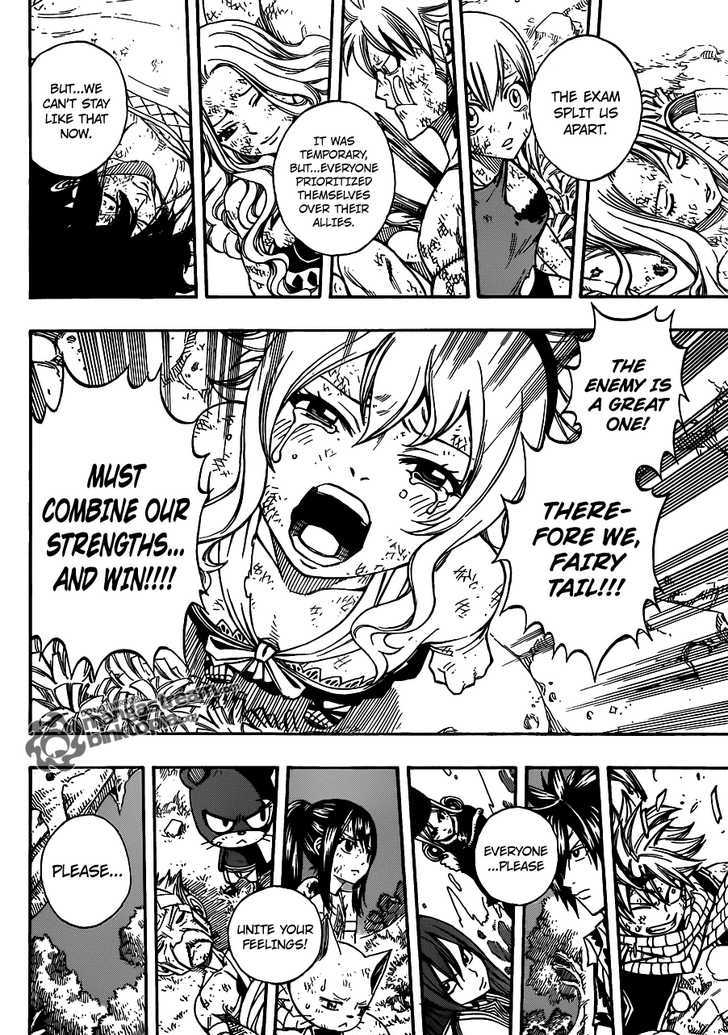 THE EXAM
SPLIT US
APART.
IT WAS
TEMPORARY,
BUT...EVERYONE
PRIORITIZED
THEMSELVES
OVER THEIR
ALLIES.
BUT...WE
CAN'T STAY
LIKE THAT
NOW.
THE
ENEMY IS
A GREAT
ONE!
THERE-
FORE WE,
FAIRY
TAIL!!!
MUST
COMBINE OUR
STRENGTHS...
AND WIN!!!!
EVERYONE
...PLEASE
UNITE YOUR
FEELINGS!
PLEASE...